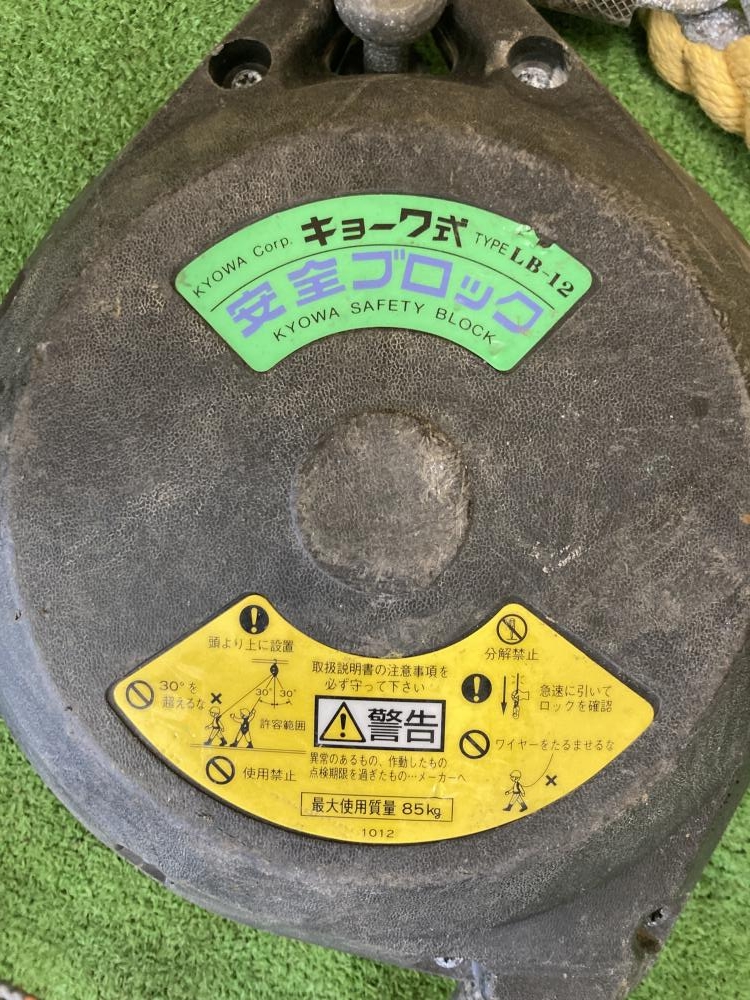 KYOWA Corp. キョーワ式 TYPE LB-12
安全ブロック
KYOWA SAFETY BLOCK
頭より上に設置
30°を
超えるな
30° 30°
許容範囲
使用禁止
取扱説明書の注意事項を
必ず守って下さい
警告
異常のあるもの、作動したもの
点検期限を過ぎたもの…メーカーへ
最大使用質量 85kg
1012
分解禁止
急速に引いて
ロックを確認
ワイヤーをたるませるな